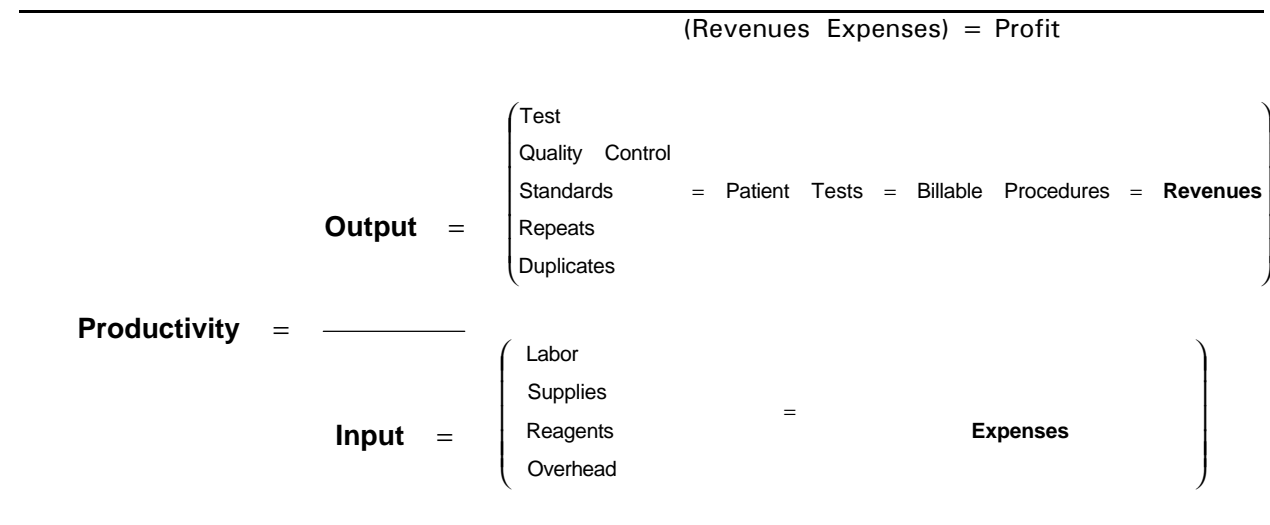 (Revenues Expenses) = Profit
Test
Quality Control
Standards = Patient Tests = Billable Procedures = Revenues
Output =
Repeats
Duplicates
Productivity =
Labor
Supplies
=
Input =
Reagents
Expenses
Overhead